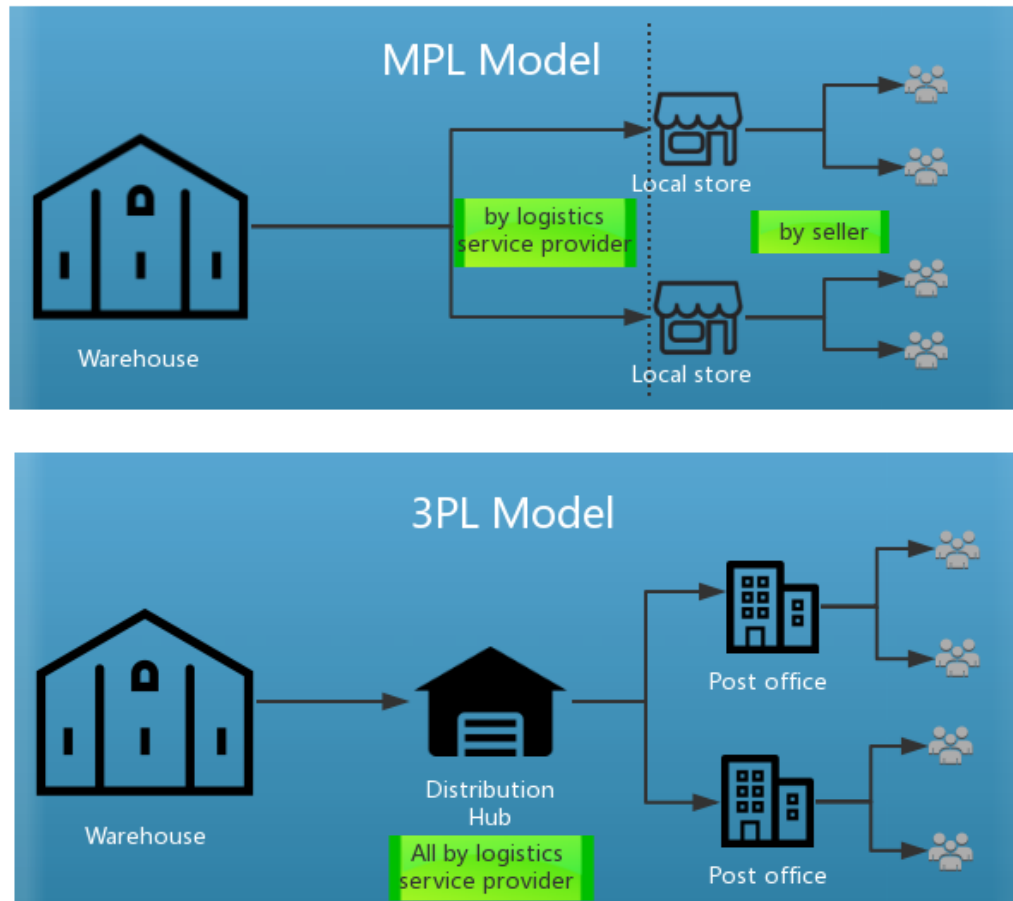 MPL Model
Local store
by logistics
service provider
by seller
Warehouse
Local store
3PL Model
Post office
Distribution
Hub
Warehouse
All by logistics
service provider
Post office